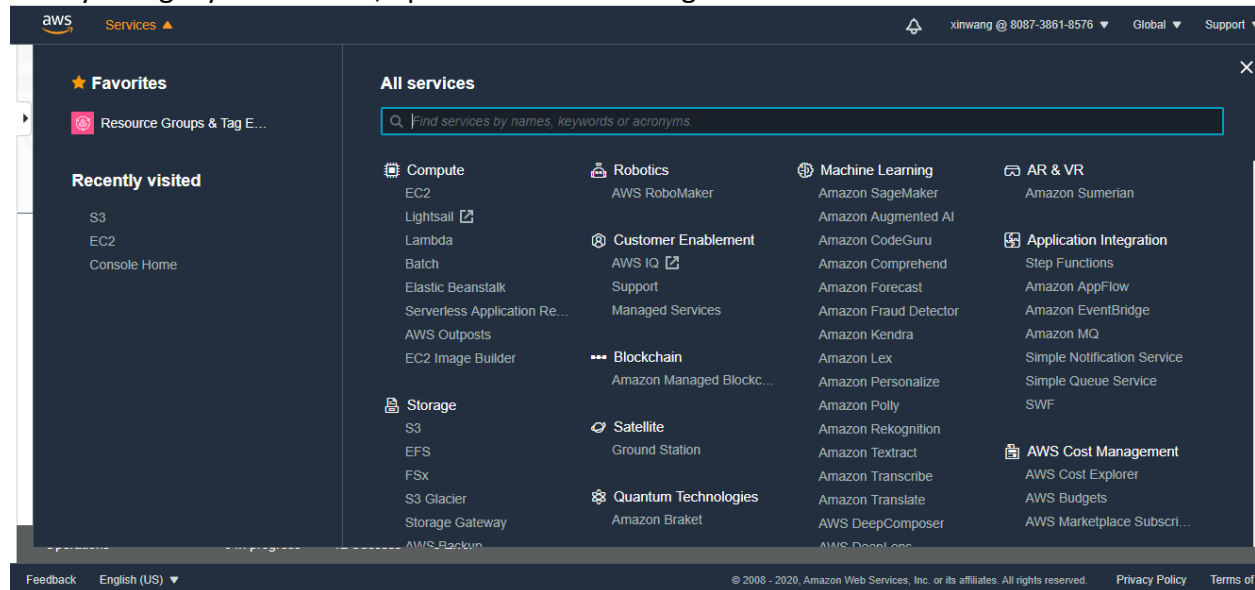 aws
Services ▲
xinwang @ 8087-3861-8576 ▼
Global ▼
Support
Favorites
Resource Groups & Tag E...
Recently visited
S3
EC2
Console Home
All services
Find services by names, keywords or acronyms.
Compute
EC2
Lightsail
Lambda
Batch
Elastic Beanstalk
Serverless Application Re...
AWS Outposts
EC2 Image Builder
Storage
S3
EFS
FSx
S3 Glacier
Storage Gateway
AWS Backup
Robotics
AWS RoboMaker
Customer Enablement
AWS IQ
Support
Managed Services
Blockchain
Amazon Managed Blockc...
Satellite
Ground Station
Quantum Technologies
Amazon Braket
Machine Learning
Amazon SageMaker
Amazon Augmented AI
Amazon CodeGuru
Amazon Comprehend
Amazon Forecast
Amazon Fraud Detector
Amazon Kendra
Amazon Lex
Amazon Personalize
Amazon Polly
Amazon Rekognition
Amazon Textract
Amazon Transcribe
Amazon Translate
AWS DeepComposer
AWS DeepLens
AR & VR
Amazon Sumerian
Application Integration
Step Functions
Amazon AppFlow
Amazon EventBridge
Amazon MQ
Simple Notification Service
Simple Queue Service
SWF
AWS Cost Management
AWS Cost Explorer
AWS Budgets
AWS Marketplace Subscri...
Feedback
English (US) ▼
© 2008 - 2020, Amazon Web Services, Inc. or its affiliates. All rights reserved.
Privacy Policy
Terms of